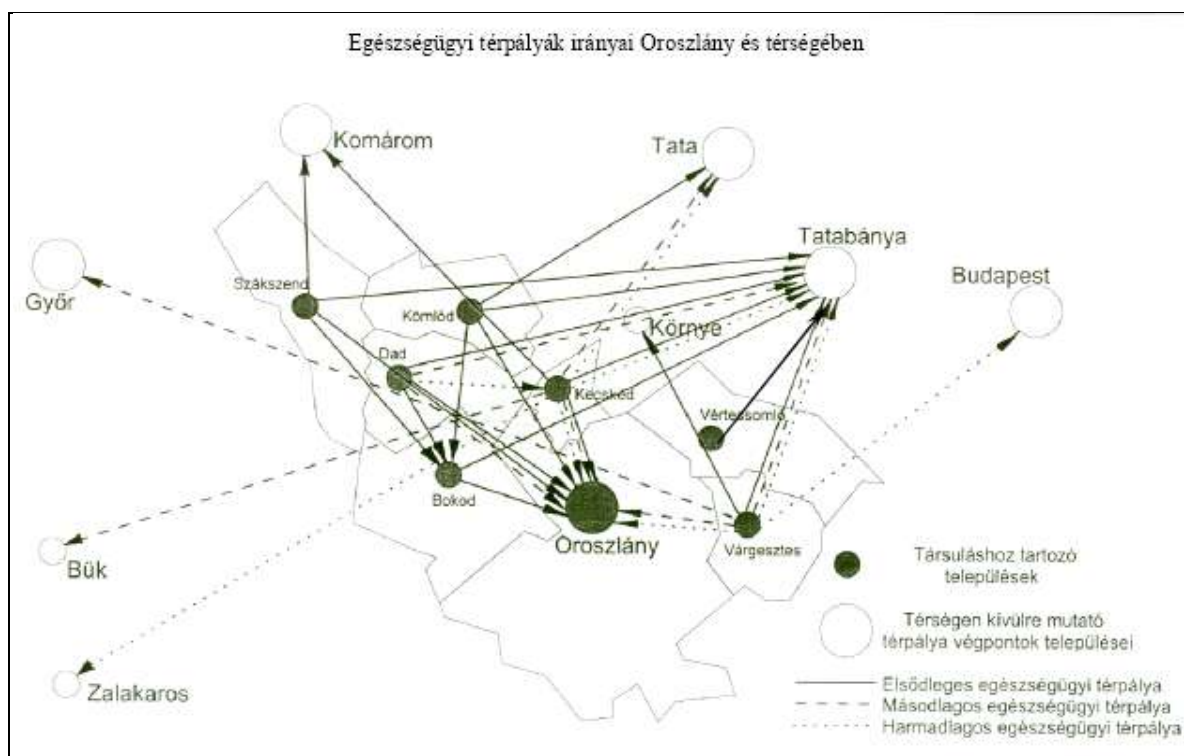 Egészségügyi térpályák irányai Oroszlány és térségében
Komárom
Tata
Tatabánya
Budapest
Győr
Szákszend
Kömlőd
Környe
Dad
Kecskéd
Vértessomló
Bokod
Oroszlány
Várgesztes
Bük
Zalakaros
Társuláshoz tartozó
települések
Térségen kívülre mutató
térpálya végpontok települései
Elsődleges egészségügyi térpálya
Másodlagos egészségügyi térpálya
Harmadlagos egészségügyi térpálya